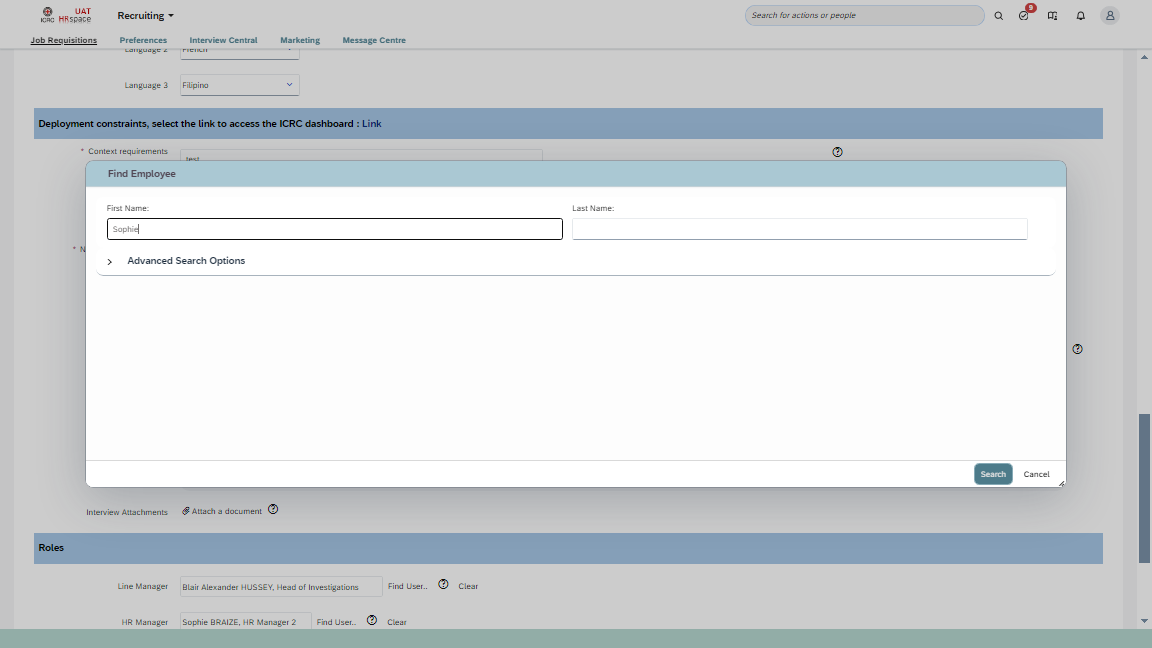 UAT
ICRC HRspace
Recruiting
Search for actions or people
9
Job Requisitions
Preferences
Interview Central
Marketing
Message Centre
Language 2 French
Language 3 Filipino
Deployment constraints, select the link to access the ICRC dashboard : Link
* Context requirements
test
Find Employee
First Name:
Last Name:
Sophie
* N
Advanced Search Options
Search
Cancel
Interview Attachments Attach a document
Roles
Line Manager Blair Alexander HUSSEY, Head of Investigations Find User.. Clear
HR Manager Sophie BRAIZE, HR Manager 2 Find User.. Clear